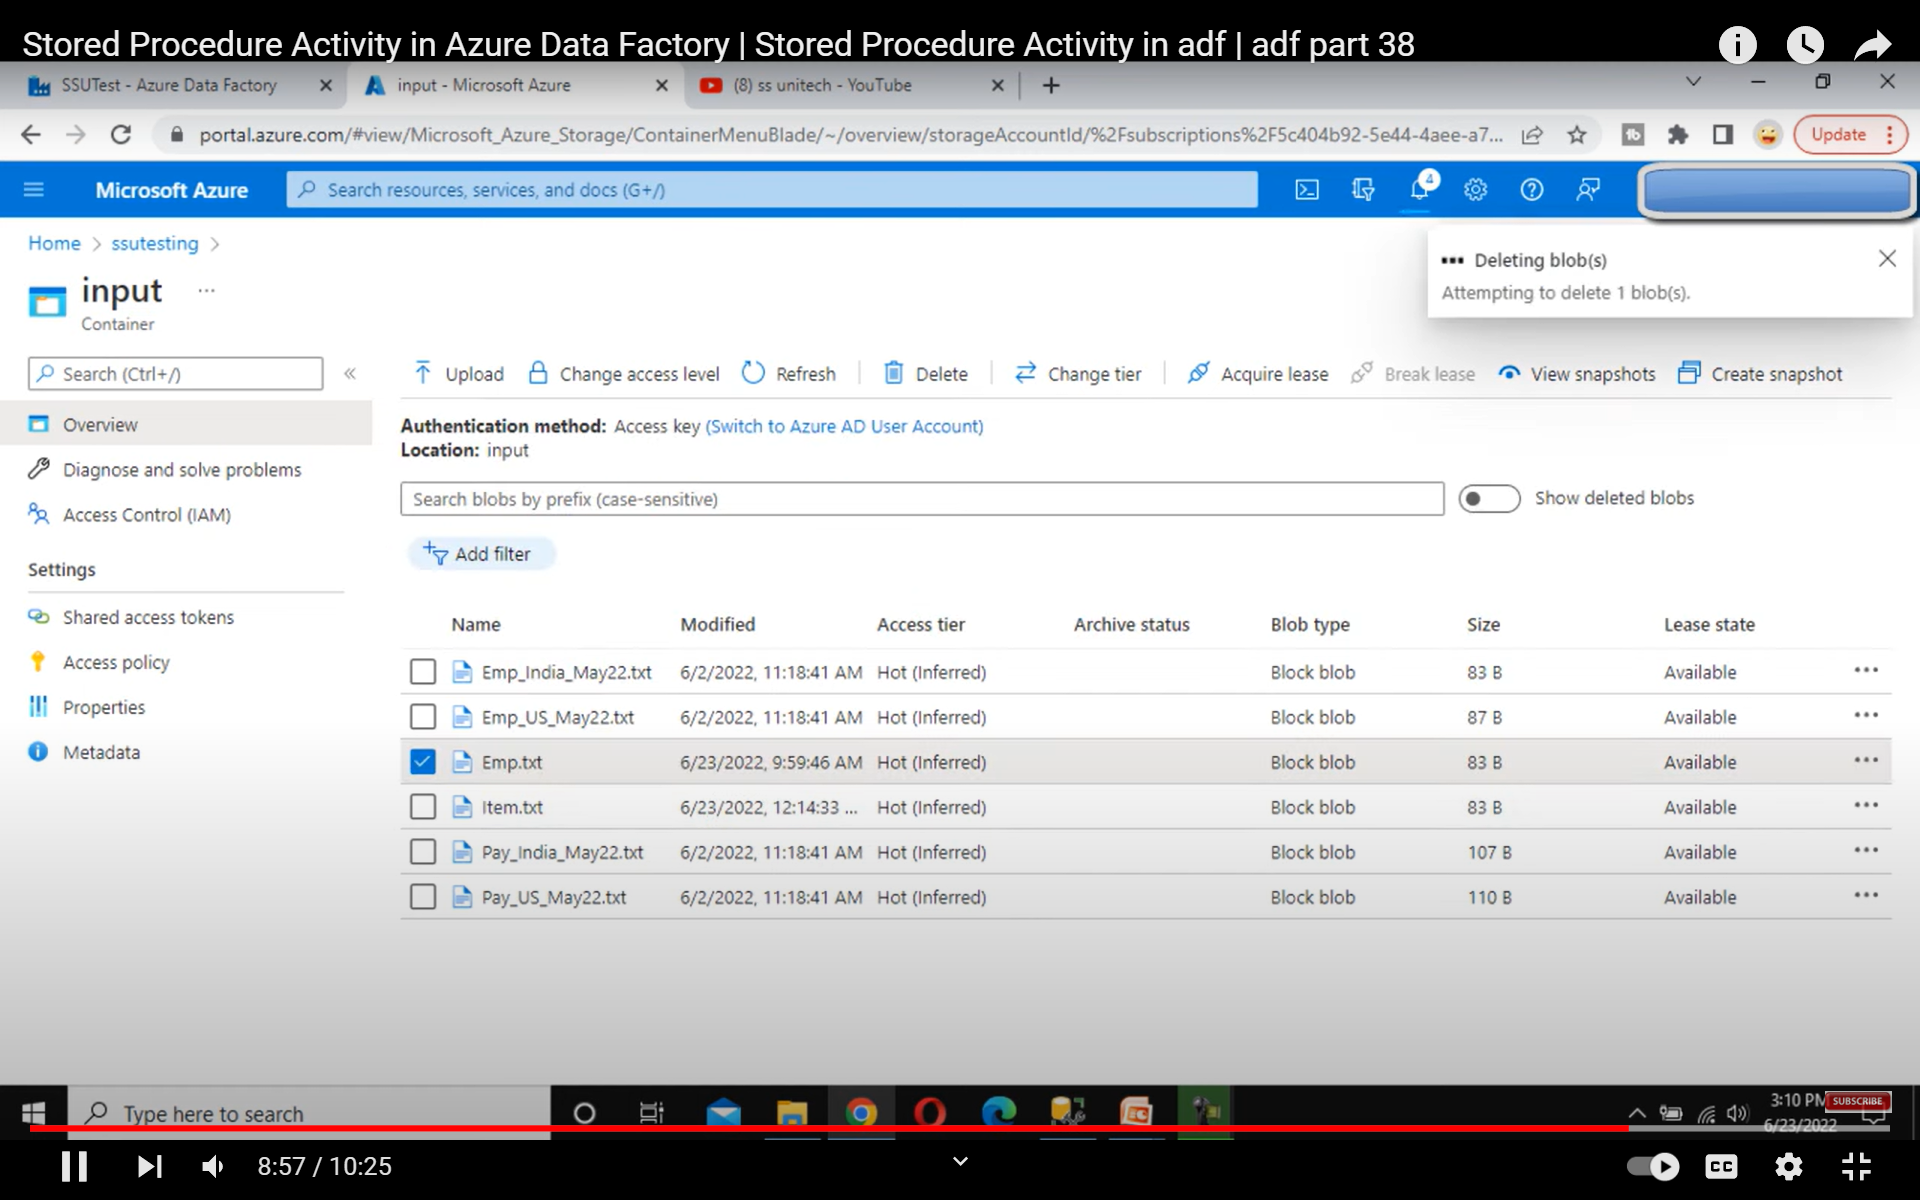 Stored Procedure Activity in Azure Data Factory | Stored Procedure Activity in adf | adf part 38
SSUTest - Azure Data Factory
input - Microsoft Azure
(8) ss unitech - YouTube
portal.azure.com/#view/Microsoft_Azure_Storage/ContainerMenuBlade/~/overview/storageAccountId/%2Fsubscriptions%2F5c404b92-5e44-4aee-a7...
Update
Microsoft Azure
Search resources, services, and docs (G+/)
4
Home > ssutesting >
Deleting blob(s)
Attempting to delete 1 blob(s).
input ...
Container
Search (Ctrl+/)
«
Upload
Change access level
Refresh
Delete
Change tier
Acquire lease
Break lease
View snapshots
Create snapshot
Overview
Diagnose and solve problems
Access Control (IAM)
Settings
Shared access tokens
Access policy
Properties
Metadata
Authentication method: Access key (Switch to Azure AD User Account)
Location: input
Search blobs by prefix (case-sensitive)
Show deleted blobs
Add filter
Name Modified Access tier Archive status Blob type Size Lease state
Emp_India_May22.txt 6/2/2022, 11:18:41 AM Hot (Inferred) Block blob 83 B Available ...
Emp_US_May22.txt 6/2/2022, 11:18:41 AM Hot (Inferred) Block blob 87 B Available ...
Emp.txt 6/23/2022, 9:59:46 AM Hot (Inferred) Block blob 83 B Available ...
Item.txt 6/23/2022, 12:14:33 ... Hot (Inferred) Block blob 83 B Available ...
Pay_India_May22.txt 6/2/2022, 11:18:41 AM Hot (Inferred) Block blob 107 B Available ...
Pay_US_May22.txt 6/2/2022, 11:18:41 AM Hot (Inferred) Block blob 110 B Available ...
Type here to search
3:10 PM
SUBSCRIBE
6/23/2022
8:57 / 10:25
CC